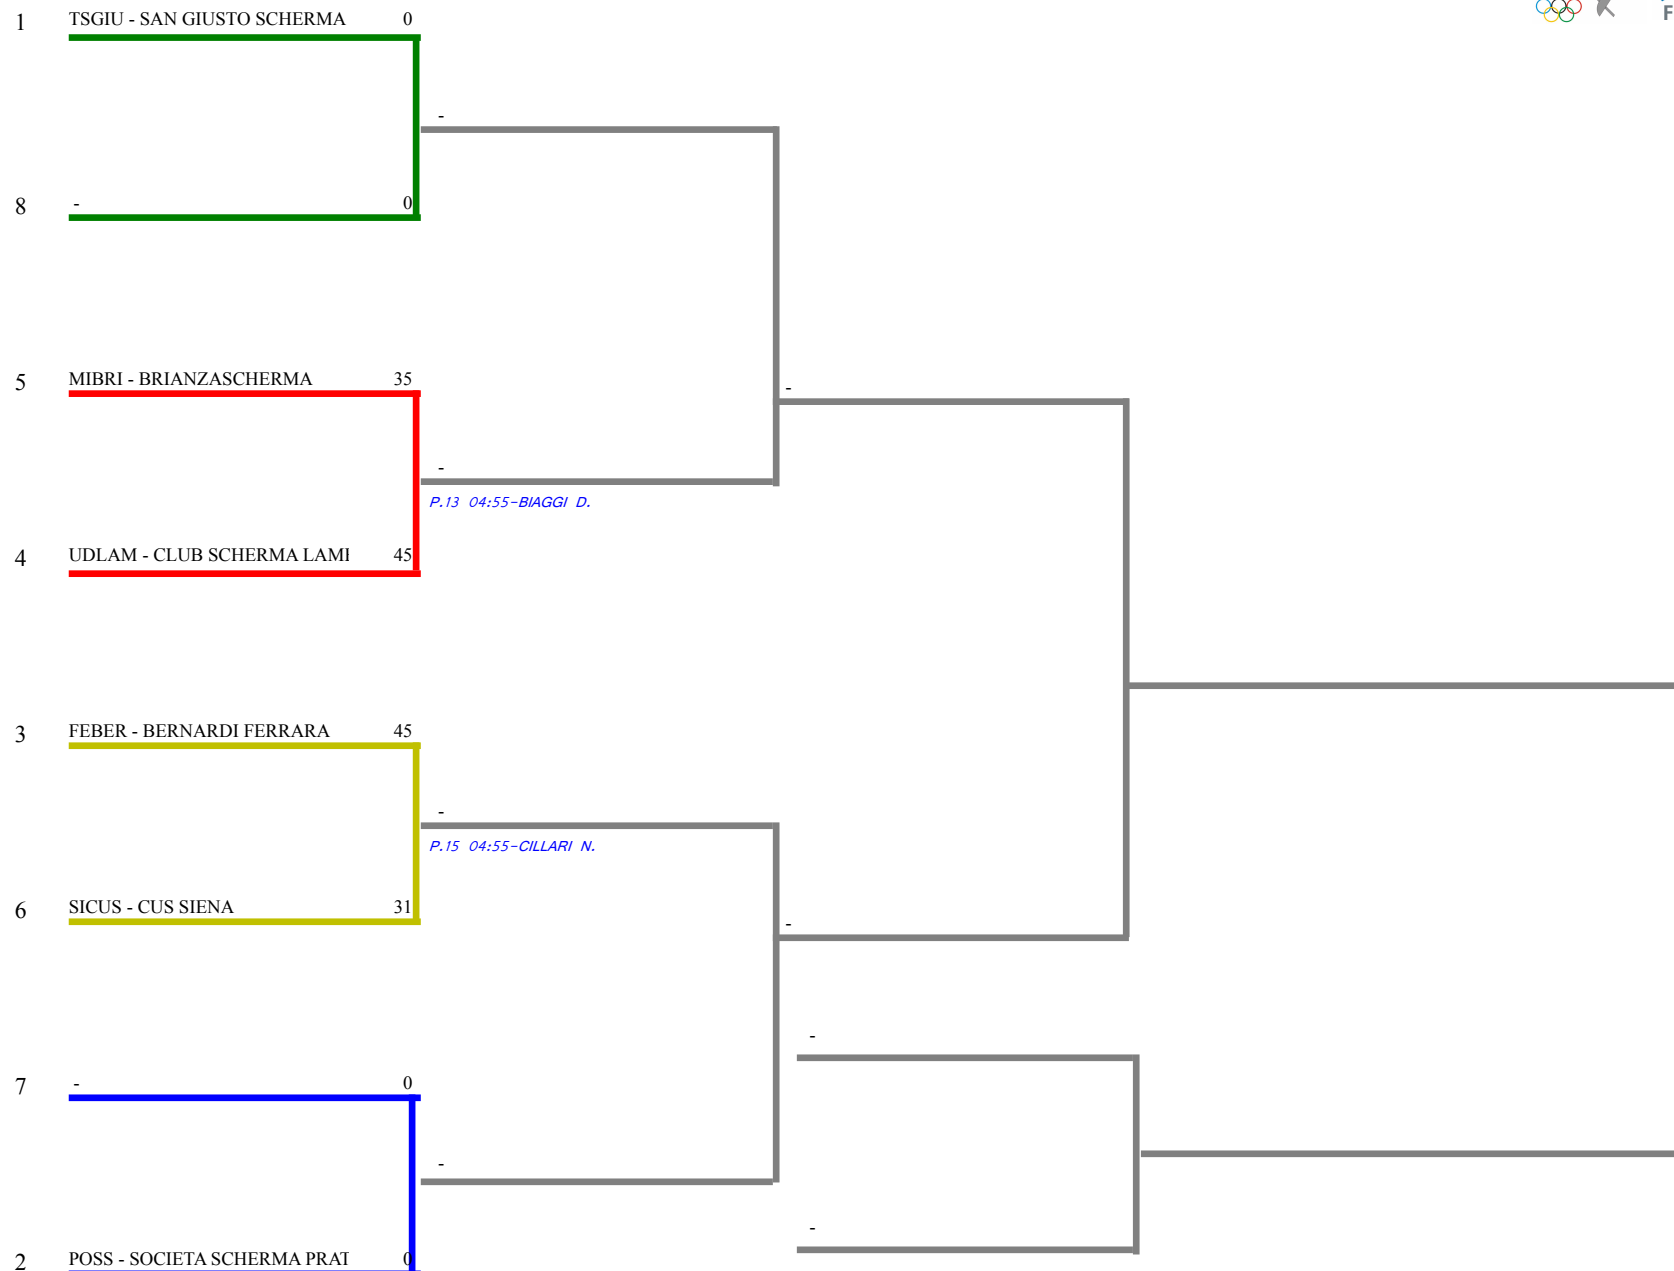 1 TSGIU - SAN GIUSTO SCHERMA 0
-
8 - 0
5 MIBRI - BRIANZASCHERMA 35
-
-
P.13 04:55-BIAGGI D.
4 UDLAM - CLUB SCHERMA LAMI 45
3 FEBER - BERNARDI FERRARA 45
-
P.15 04:55-CILLARI N.
6 SICUS - CUS SIENA 31
-
-
7 - 0
-
-
2 POSS - SOCIETA SCHERMA PRAT 0
F